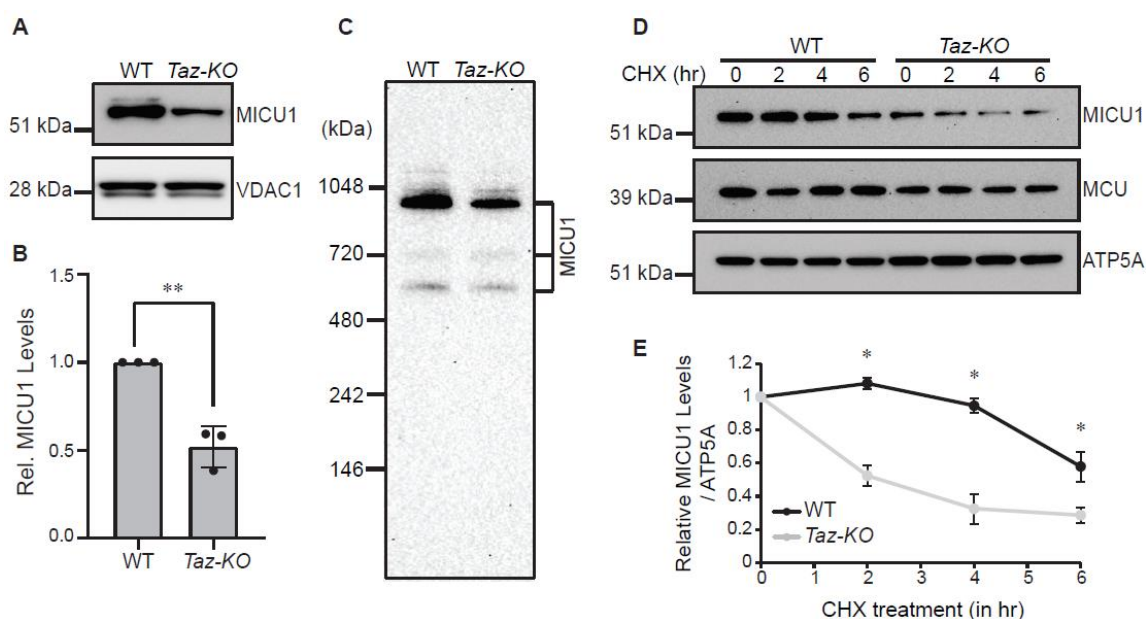 A
WT Taz-KO
51 kDa
MICU1
28 kDa
VDAC1
B
Rel. MICU1 Levels
1.5
1.0
0.5
0.0
**
WT
Taz-KO
C
WT Taz-KO
(kDa)
1048
720
480
242
146
MICU1
D
WT
Taz-KO
CHX (hr) 0 2 4 6 0 2 4 6
51 kDa
MICU1
39 kDa
MCU
51 kDa
ATP5A
E
Relative MICU1 Levels
/ ATP5A
1.2
1
0.8
0.6
0.4
0.2
0
*
*
*
WT
Taz-KO
0 1 2 3 4 5 6
CHX treatment (in hr)